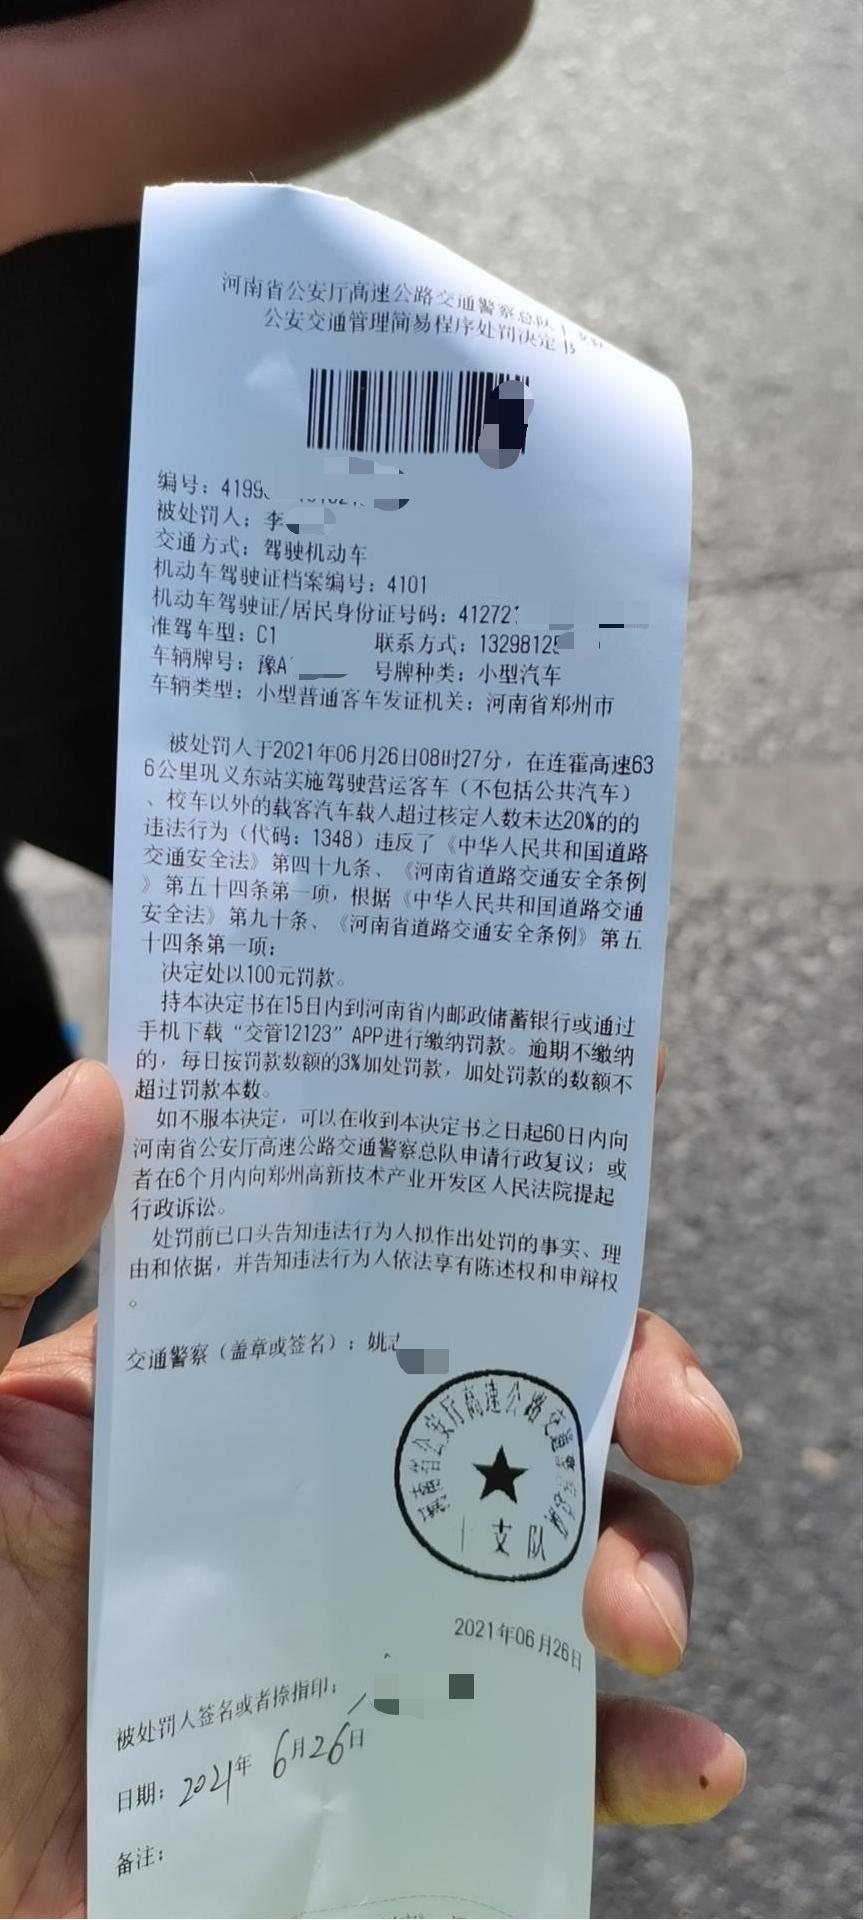 河南省公安厅高速公路交通警察总队十支队
公安交通管理简易程序处罚决定书
编号：4199
被处罚人：李
交通方式：驾驶机动车
机动车驾驶证档案编号：4101
机动车驾驶证/居民身份证号码：41272
准驾车型：C1 联系方式：1329812
车辆牌号：豫A 号牌种类：小型汽车
车辆类型：小型普通客车发证机关：河南省郑州市
被处罚人于2021年06月26日08时27分，在连霍高速63
6公里巩义东站实施驾驶营运客车（不包括公共汽车）
、校车以外的载客汽车载人超过核定人数未达20%的的
违法行为（代码：1348）违反了《中华人民共和国道路
交通安全法》第四十九条、《河南省道路交通安全条例
》第五十四条第一项，根据《中华人民共和国道路交通
安全法》第九十条、《河南省道路交通安全条例》第五
十四条第一项：
决定处以100元罚款。
持本决定书在15日内到河南省内邮政储蓄银行或通过
手机下载“交管12123”APP进行缴纳罚款。逾期不缴纳
的，每日按罚款数额的3%加处罚款，加处罚款的数额不
超过罚款本数。
如不服本决定，可以在收到本决定书之日起60日内向
河南省公安厅高速公路交通警察总队申请行政复议；或
者在6个月内向郑州高新技术产业开发区人民法院提起
行政诉讼。
处罚前已口头告知违法行为人拟作出处罚的事实、理
由和依据，并告知违法行为人依法享有陈述权和申辩权
。
交通警察（盖章或签名）：姚
河南省公安厅高速公路交通警察总队
十支队
2021年06月26日
被处罚人签名或者捺指印：
日期：2021年6月26日
备注：